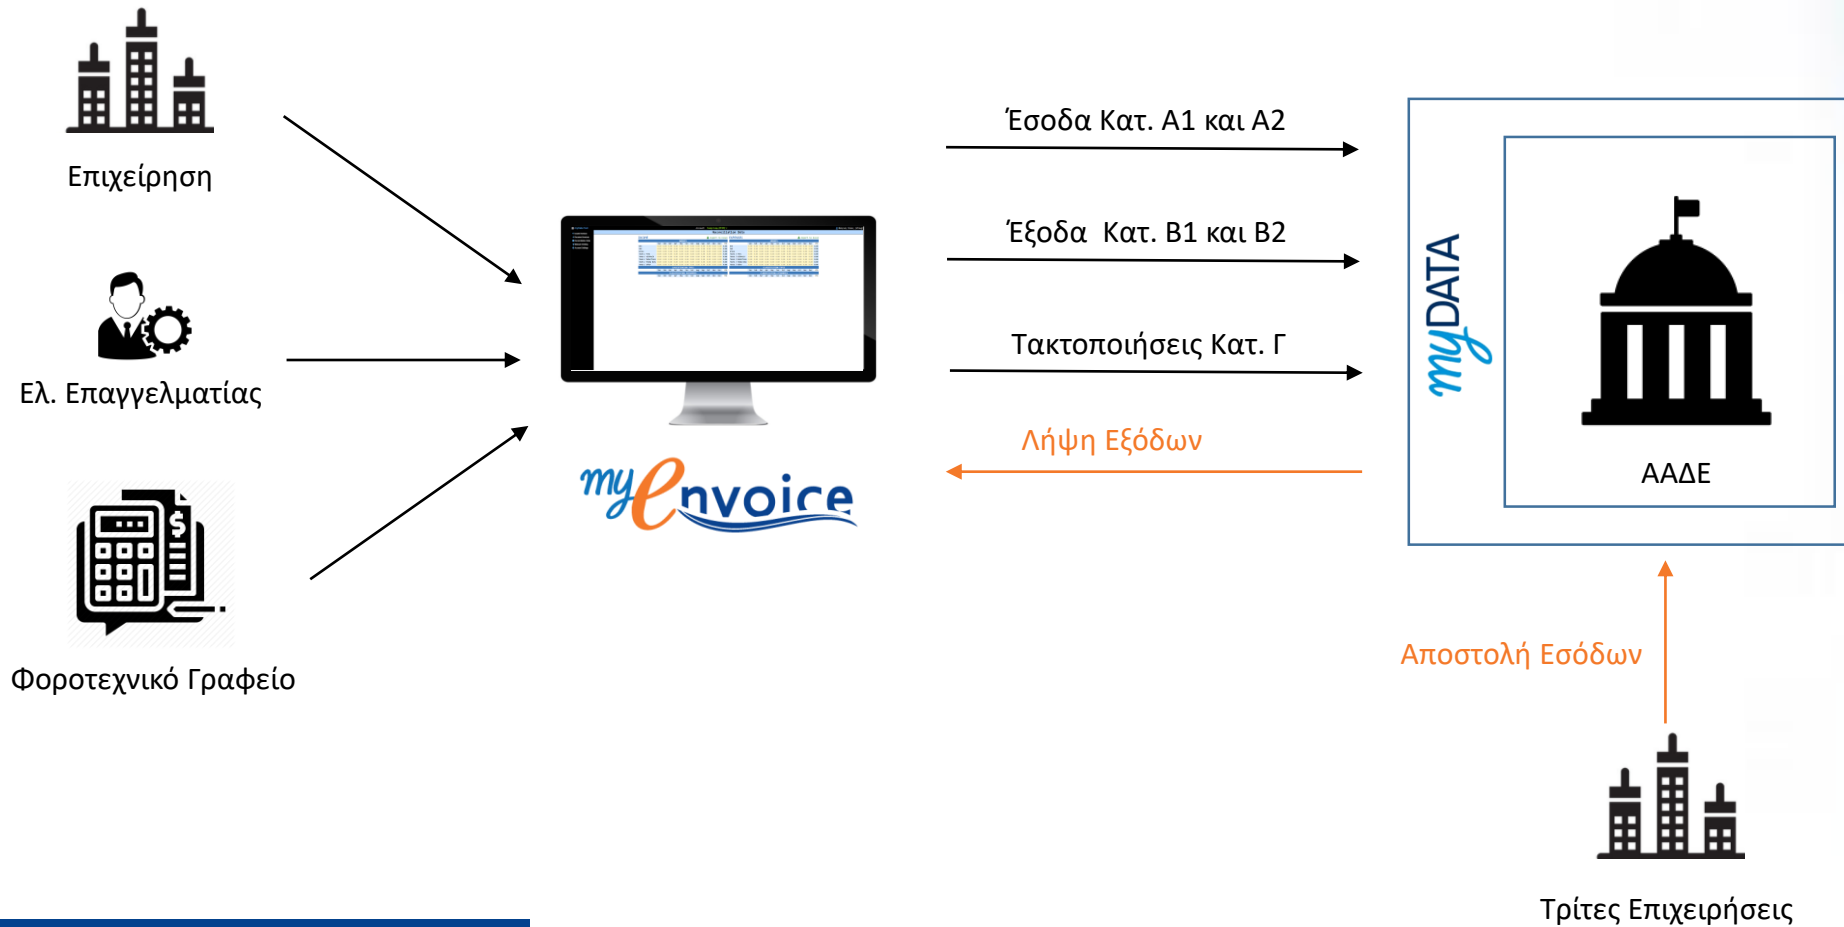 Επιχείρηση
Ελ. Επαγγελματίας
Φοροτεχνικό Γραφείο
myenvoice
Έσοδα Κατ. Α1 και Α2
Έξοδα  Κατ. Β1 και Β2
Τακτοποιήσεις Κατ. Γ
Λήψη Εξόδων
myDATA
ΑΑΔΕ
Αποστολή Εσόδων
Τρίτες Επιχειρήσεις